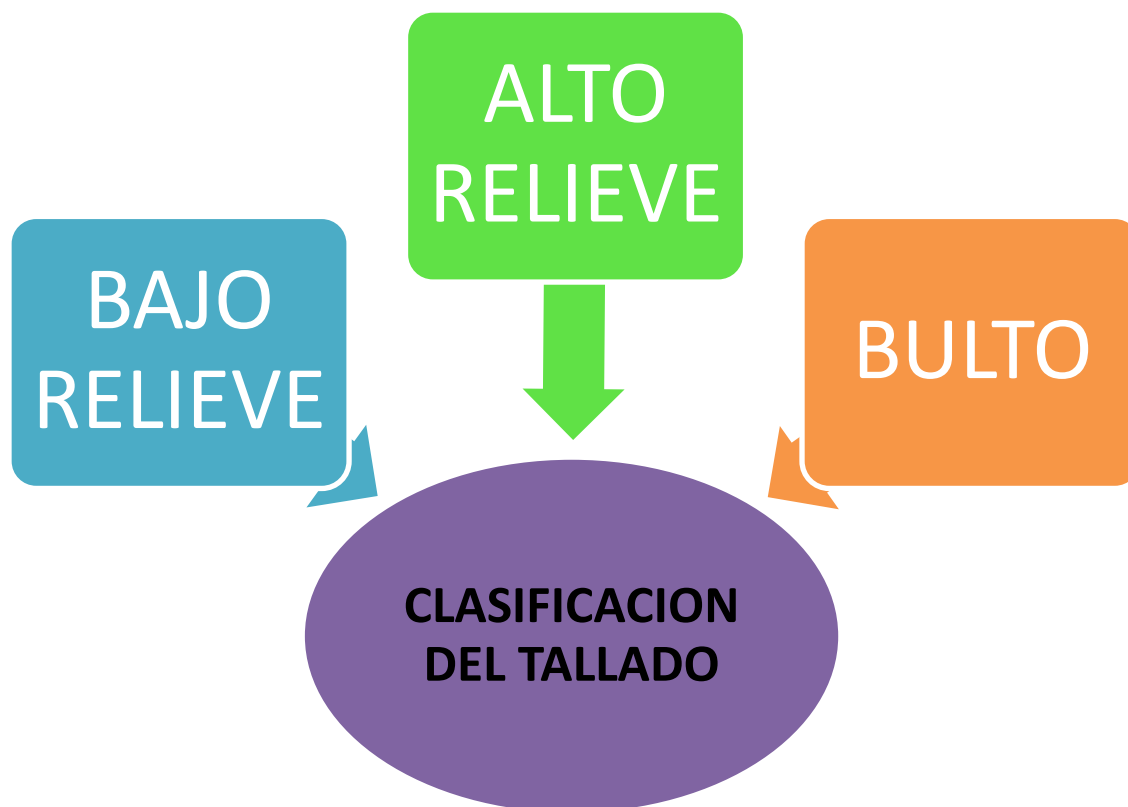 ALTO
RELIEVE
BAJO
RELIEVE
BULTO
CLASIFICACION
DEL TALLADO